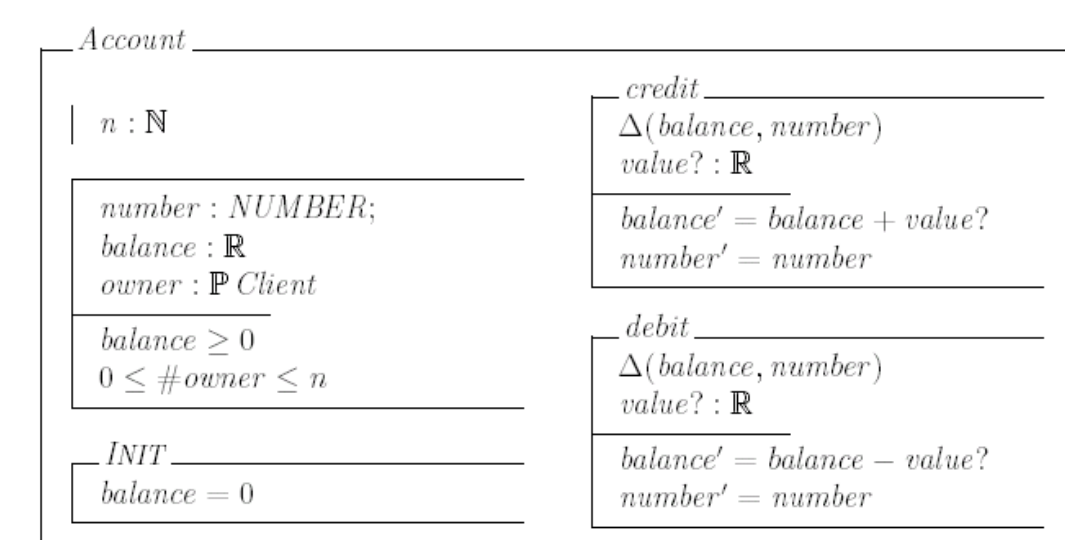 Account
n : ℕ
number : NUMBER;
balance : ℝ
owner : ℙ Client
balance ≥ 0
0 ≤ #owner ≤ n
INIT
balance = 0
credit
Δ(balance, number)
value? : ℝ
balance′ = balance + value?
number′ = number
debit
Δ(balance, number)
value? : ℝ
balance′ = balance − value?
number′ = number